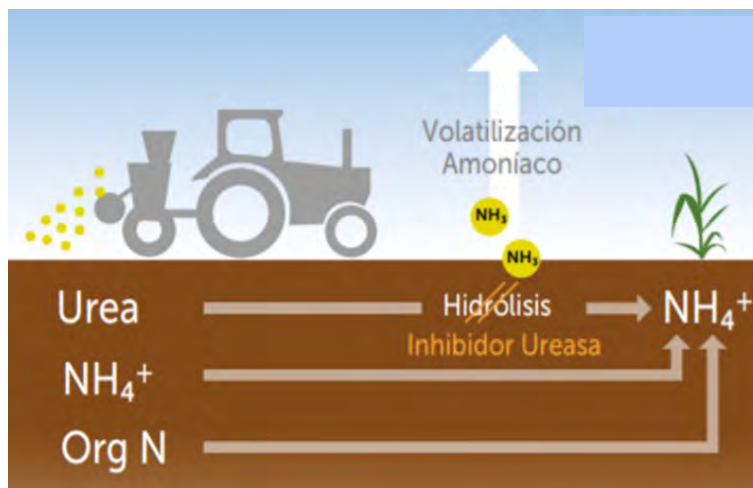 Volatilización
Amoníaco
NH₃
NH₃
Urea
Hidrólisis
NH₄⁺
Inhibidor Ureasa
NH₄⁺
Org N